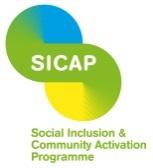 SICAP
Social Inclusion &
Community Activation
Programme